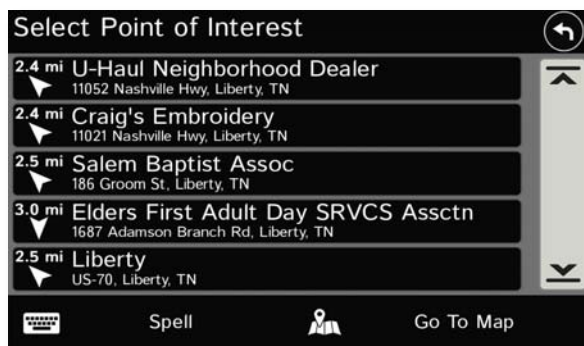 Select Point of Interest
2.4 mi U-Haul Neighborhood Dealer
11052 Nashville Hwy, Liberty, TN
2.4 mi Craig's Embroidery
11021 Nashville Hwy, Liberty, TN
2.5 mi Salem Baptist Assoc
186 Groom St, Liberty, TN
3.0 mi Elders First Adult Day SRVCS Assctn
1687 Adamson Branch Rd, Liberty, TN
2.5 mi Liberty
US-70, Liberty, TN
Spell Go To Map